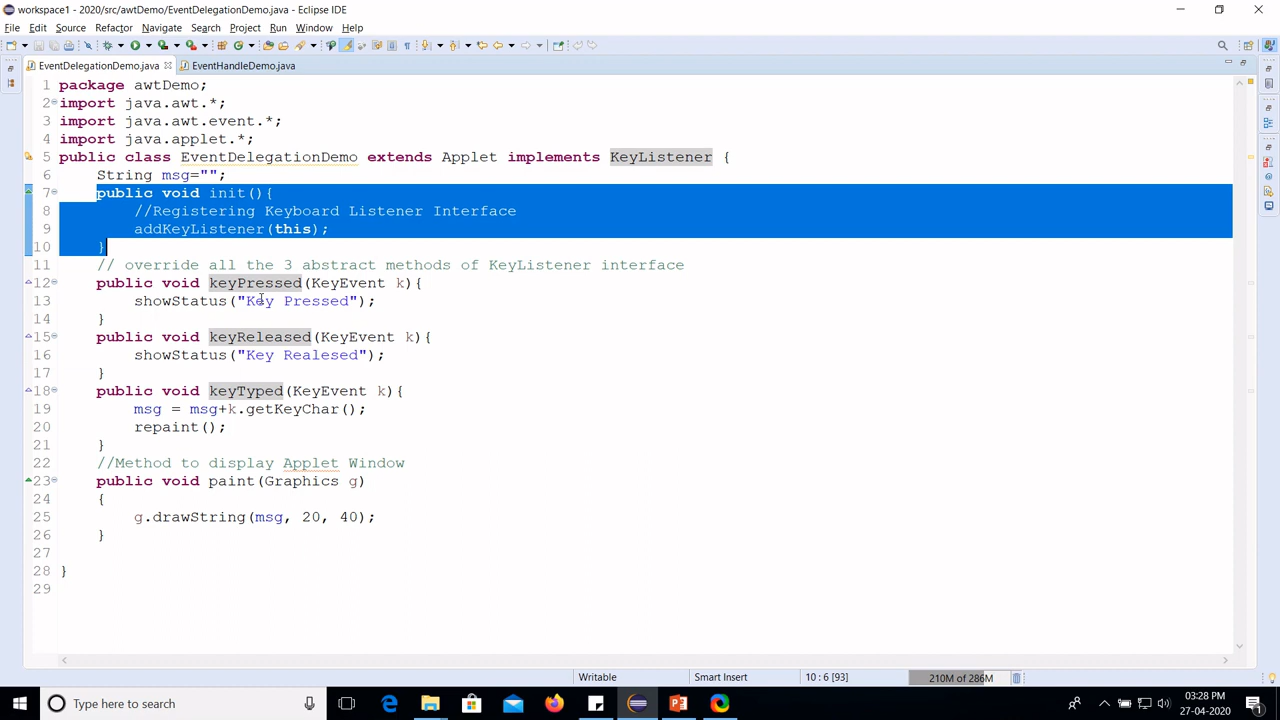 workspace1 - 2020/src/awtDemo/EventDelegationDemo.java - Eclipse IDE
File Edit Source Refactor Navigate Search Project Run Window Help
EventDelegationDemo.java EventHandleDemo.java
1 package awtDemo;
2 import java.awt.*;
3 import java.awt.event.*;
4 import java.applet.*;
5 public class EventDelegationDemo extends Applet implements KeyListener {
6 String msg="";
7 public void init(){
8 //Registering Keyboard Listener Interface
9 addKeyListener(this);
10 }
11 // override all the 3 abstract methods of KeyListener interface
12 public void keyPressed(KeyEvent k){
13 showStatus("Key Pressed");
14 }
15 public void keyReleased(KeyEvent k){
16 showStatus("Key Realesed");
17 }
18 public void keyTyped(KeyEvent k){
19 msg = msg+k.getKeyChar();
20 repaint();
21 }
22 //Method to display Applet Window
23 public void paint(Graphics g)
24 {
25 g.drawString(msg, 20, 40);
26 }
27
28 }
29
Writable Smart Insert 10 : 6 [93] 210M of 286M
Type here to search
03:28 PM
27-04-2020